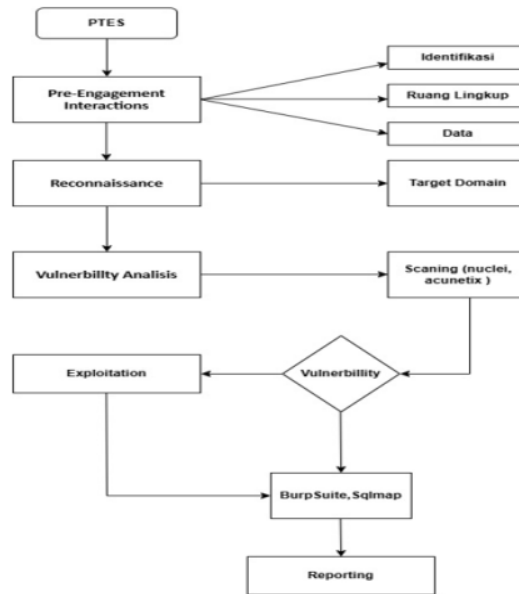 PTES
Pre-Engagement
Interactions
Identifikasi
Ruang Lingkup
Data
Reconnaissance
Target Domain
Vulnerbillty Analisis
Scaning (nuclei,
acunetix )
Exploitation
Vulnerbillity
BurpSuite, Sqlmap
Reporting